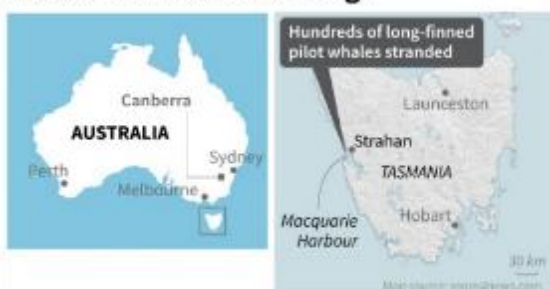 Canberra
AUSTRALIA
Perth
Sydney
Melbourne
Hundreds of long-finned
pilot whales stranded
Launceston
Strahan
TASMANIA
Macquarie
Harbour
Hobart
30 km